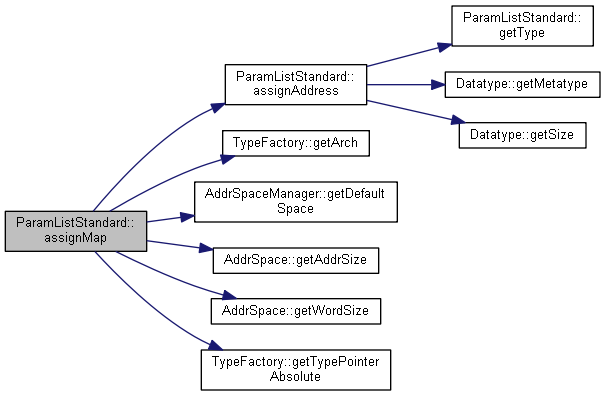 ParamListStandard::
assignMap
ParamListStandard::
assignAddress
ParamListStandard::
getType
Datatype::getMetatype
Datatype::getSize
TypeFactory::getArch
AddrSpaceManager::getDefault
Space
AddrSpace::getAddrSize
AddrSpace::getWordSize
TypeFactory::getTypePointer
Absolute